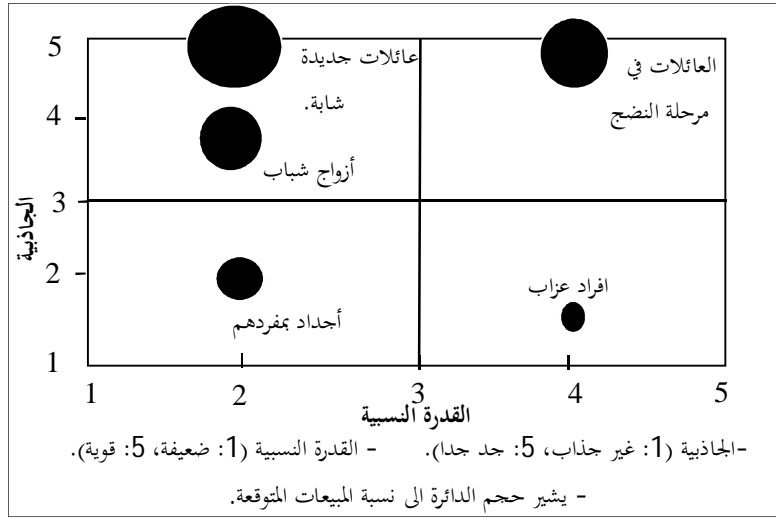 5
عائلات جديدة
شابة.
العائلات في
مرحلة النضج
4
أزواج شباب
3
الجاذبية
2
افراد عزاب
أجداد بمفردهم
1
1 2 3 4 5
القدرة النسبية
-الجاذبية (1: غير جذاب، 5: جد جدا). - القدرة النسبية (1: ضعيفة، 5: قوية).
- يشير حجم الدائرة الى نسبة المبيعات المتوقعة.